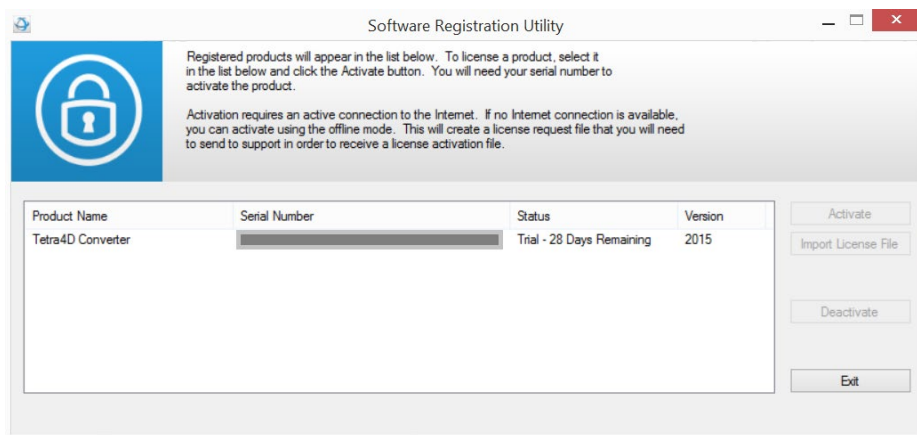 Software Registration Utility
Registered products will appear in the list below. To license a product, select it
in the list below and click the Activate button. You will need your serial number to
activate the product.
Activation requires an active connection to the Internet. If no Internet connection is available,
you can activate using the offline mode. This will create a license request file that you will need
to send to support in order to receive a license activation file.
Product Name Serial Number Status Version
Tetra4D Converter Trial - 28 Days Remaining 2015
Activate
Import License File
Deactivate
Exit